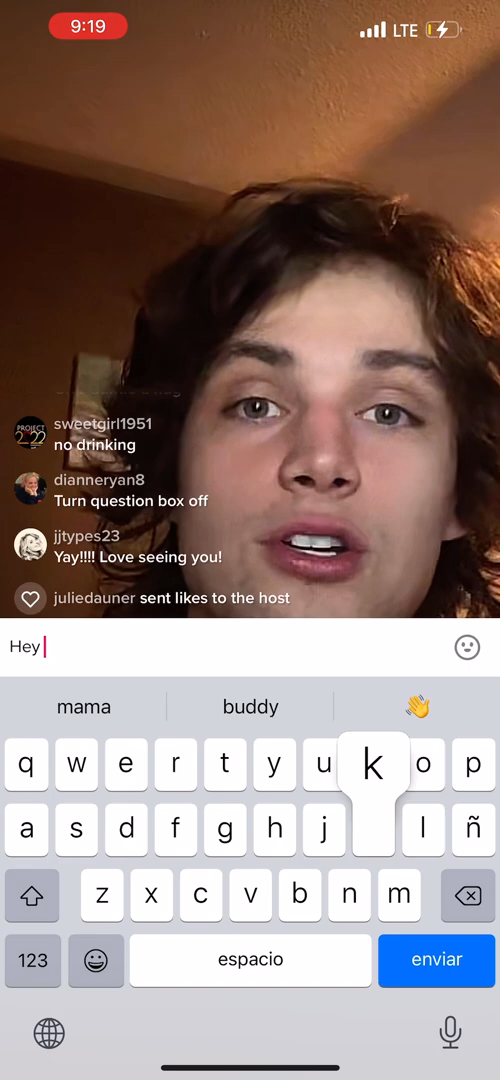 9:19
LTE
sweetgirl1951
no drinking
dianneryan8
Turn question box off
jjtypes23
Yay!!!! Love seeing you!
juliedauner sent likes to the host
Hey
mama buddy 👋
q w e r t y u k o p
a s d f g h j l ñ
z x c v b n m
123 espacio enviar